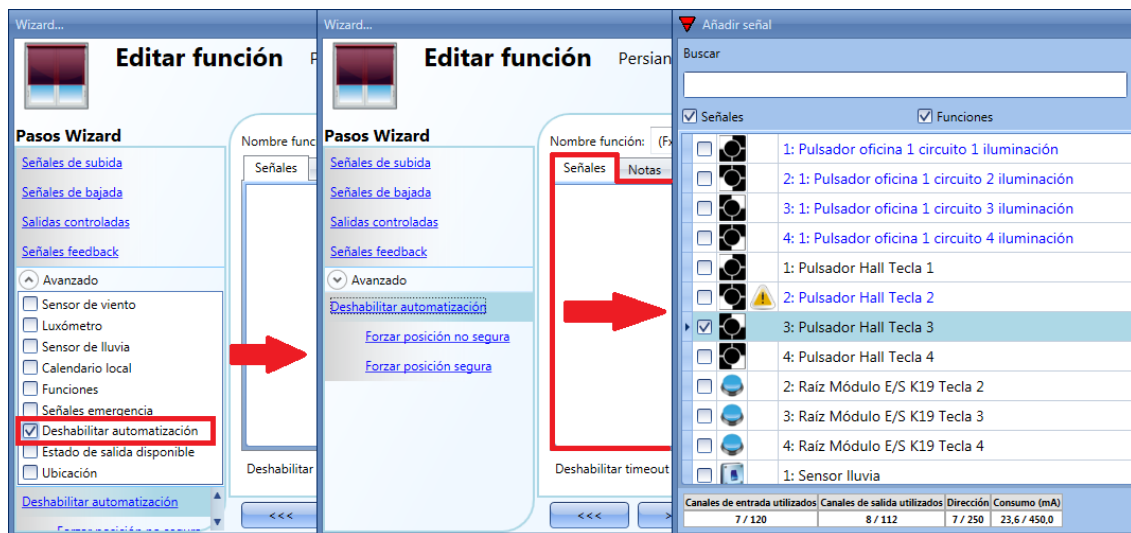 Wizard...
Editar función
Pasos Wizard
Señales de subida
Señales de bajada
Salidas controladas
Señales feedback
Avanzado
Sensor de viento
Luxómetro
Sensor de lluvia
Calendario local
Funciones
Señales emergencia
Deshabilitar automatización
Estado de salida disponible
Ubicación
Deshabilitar automatización
Forzar posición no segura
Nombre func
Señales
Deshabilitar
<<<
Wizard...
Editar función Persian
Pasos Wizard
Señales de subida
Señales de bajada
Salidas controladas
Señales feedback
Avanzado
Deshabilitar automatización
Forzar posición no segura
Forzar posición segura
Nombre función: (Fx
Señales Notas
Deshabilitar timeout
<<< >
Añadir señal
Buscar
Señales Funciones
1: Pulsador oficina 1 circuito 1 iluminación
2: 1: Pulsador oficina 1 circuito 2 iluminación
3: 1: Pulsador oficina 1 circuito 3 iluminación
4: 1: Pulsador oficina 1 circuito 4 iluminación
1: Pulsador Hall Tecla 1
2: Pulsador Hall Tecla 2
3: Pulsador Hall Tecla 3
4: Pulsador Hall Tecla 4
2: Raíz Módulo E/S K19 Tecla 2
3: Raíz Módulo E/S K19 Tecla 3
4: Raíz Módulo E/S K19 Tecla 4
1: Sensor lluvia
Canales de entrada utilizados Canales de salida utilizados Dirección Consumo (mA)
7 / 120 8 / 112 7 / 250 23,6 / 450,0